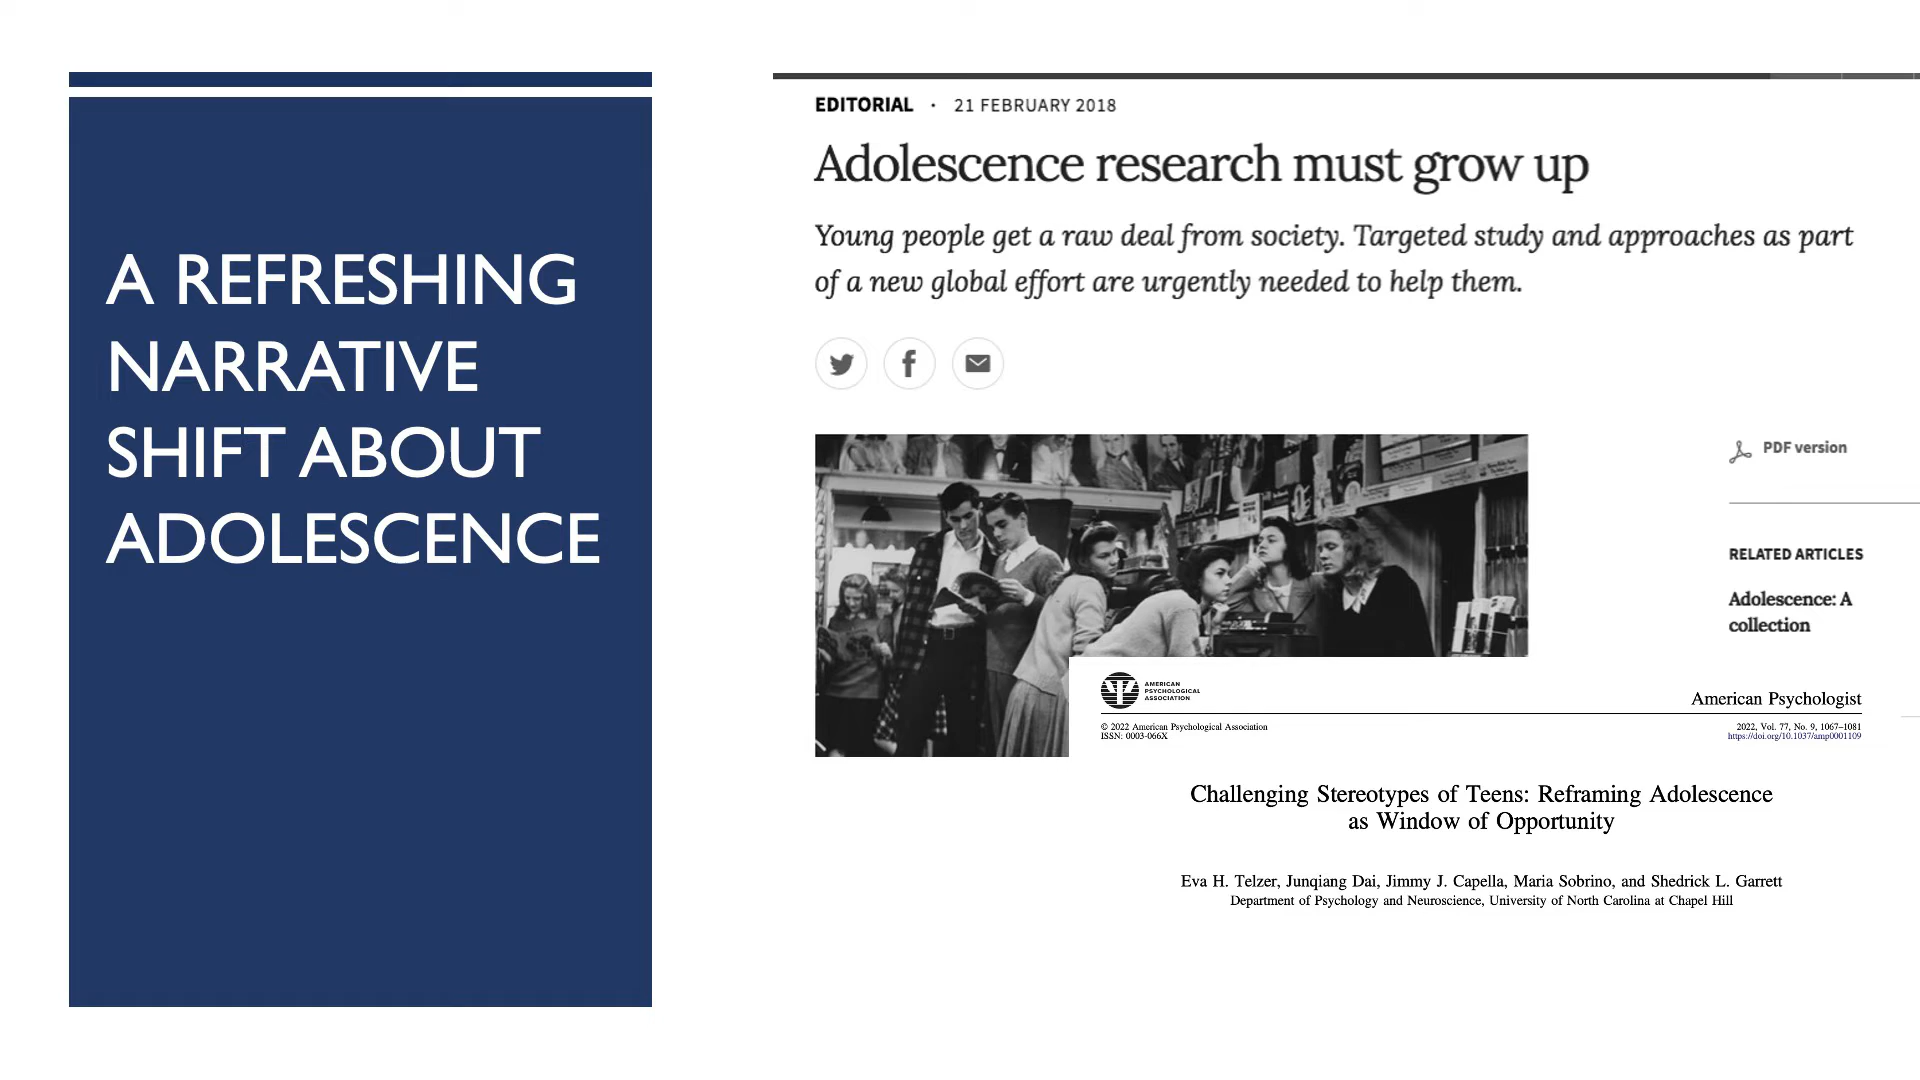 A REFRESHING
NARRATIVE
SHIFT ABOUT
ADOLESCENCE
EDITORIAL · 21 FEBRUARY 2018
Adolescence research must grow up
Young people get a raw deal from society. Targeted study and approaches as part
of a new global effort are urgently needed to help them.
PDF version
RELATED ARTICLES
Adolescence: A
collection
AMERICAN
PSYCHOLOGICAL
ASSOCIATION
American Psychologist
© 2022 American Psychological Association
ISSN: 0003-066X
2022, Vol. 77, No. 9, 1067–1081
https://doi.org/10.1037/amp0001109
Challenging Stereotypes of Teens: Reframing Adolescence
as Window of Opportunity
Eva H. Telzer, Junqiang Dai, Jimmy J. Capella, Maria Sobrino, and Shedrick L. Garrett
Department of Psychology and Neuroscience, University of North Carolina at Chapel Hill